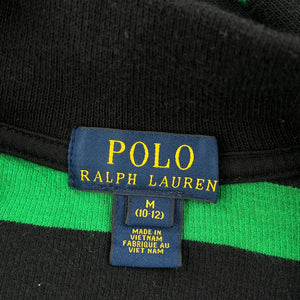 POLO
RALPH LAUREN
M
(10-12)
MADE IN
VIETNAM
FABRIQUÉ AU
VIET NAM